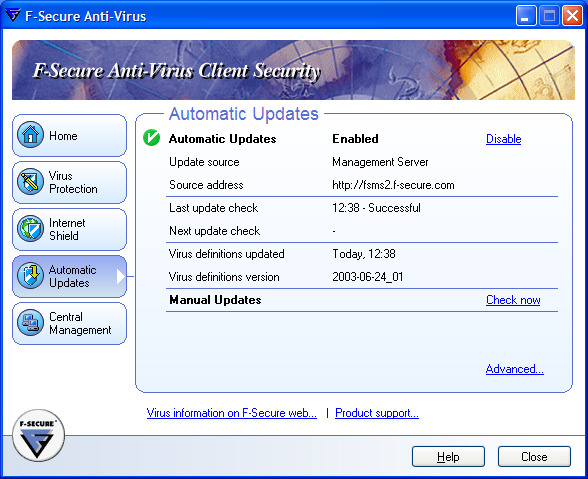 F-Secure Anti-Virus
F-Secure Anti-Virus Client Security
Home
Virus
Protection
Internet
Shield
Automatic
Updates
Central
Management
Automatic Updates
Automatic Updates Enabled Disable
Update source Management Server
Source address http://fsms2.f-secure.com
Last update check 12:38 - Successful
Next update check -
Virus definitions updated Today, 12:38
Virus definitions version 2003-06-24_01
Manual Updates Check now
Advanced...
Virus information on F-Secure web... | Product support...
F-SECURE®
Help Close